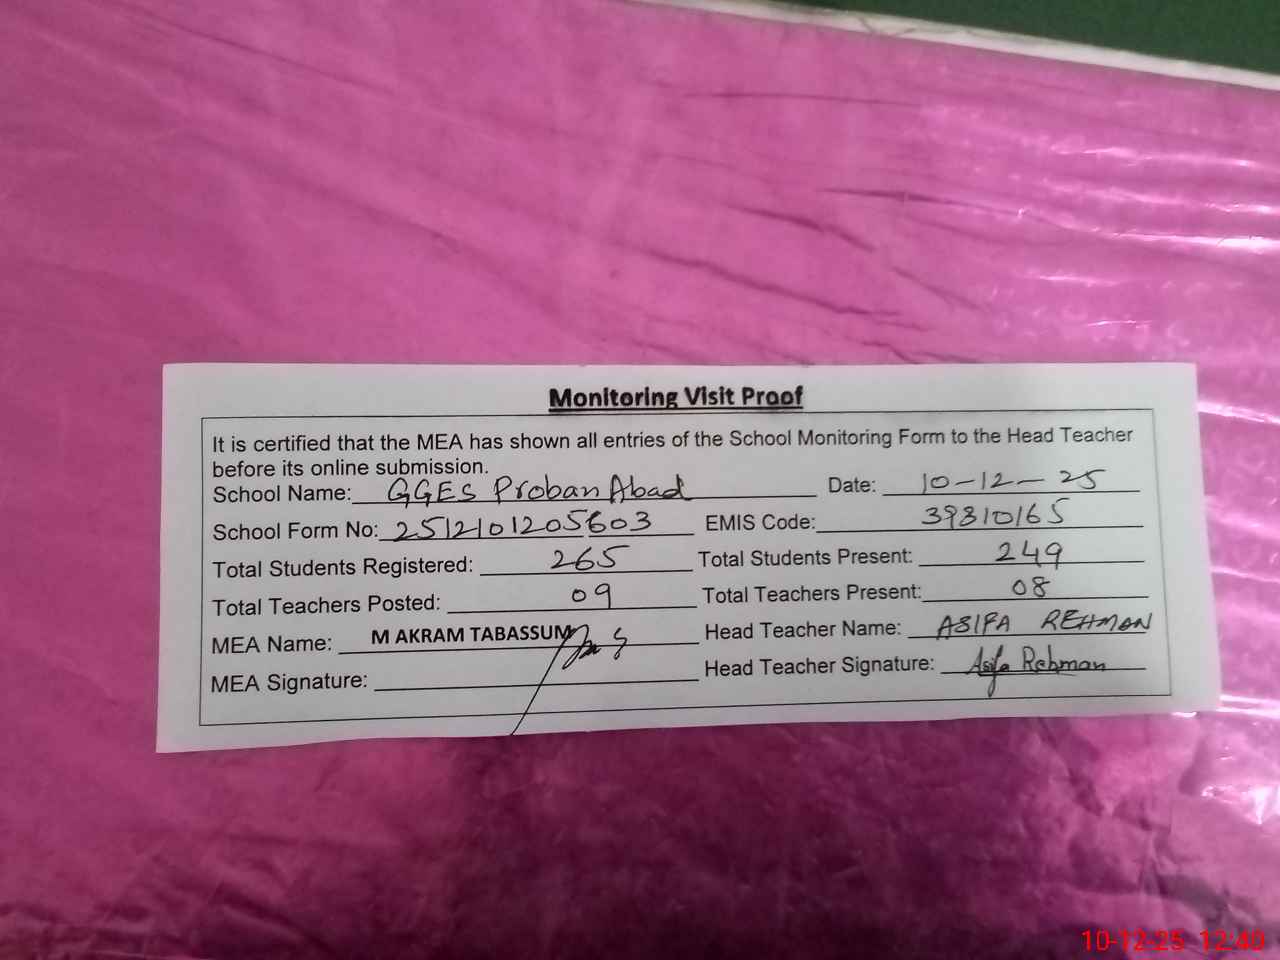 Monitoring Visit Proof
It is certified that the MEA has shown all entries of the School Monitoring Form to the Head Teacher
before its online submission.
School Name: GGES Proban Abad Date: 10-12-25
School Form No: 2512101205603 EMIS Code: 39310165
Total Students Registered: 265 Total Students Present: 249
Total Teachers Posted: 09 Total Teachers Present: 08
MEA Name: M AKRAM TABASSUM Head Teacher Name: ASIFA REHMAN
MEA Signature: Head Teacher Signature: Asifa Rehman
10-12-25 12:40